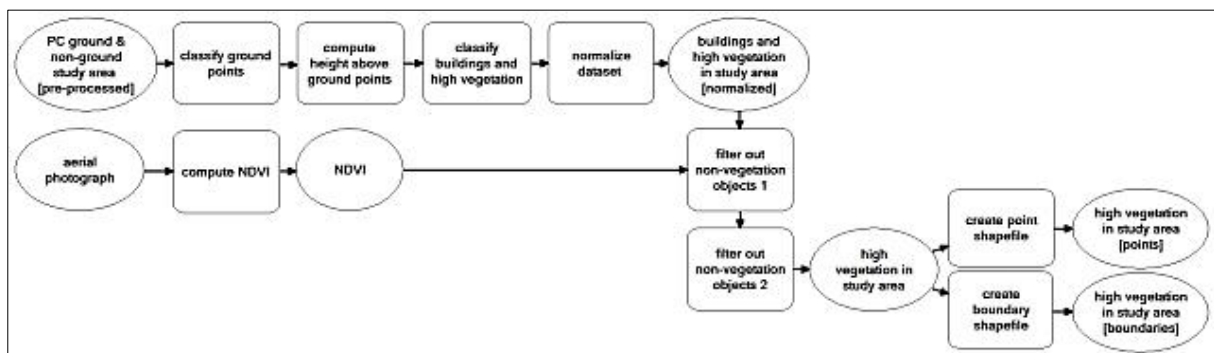 PC ground &
non-ground
study area
[pre-processed]
classify ground
points
compute
height above
ground points
classify
buildings and
high vegetation
normalize
dataset
buildings and
high vegetation
in study area
[normalized]
aerial
photograph
compute NDVI
NDVI
filter out
non-vegetation
objects 1
filter out
non-vegetation
objects 2
high
vegetation in
study area
create point
shapefile
high vegetation
in study area
[points]
create
boundary
shapefile
high vegetation
in study area
[boundaries]